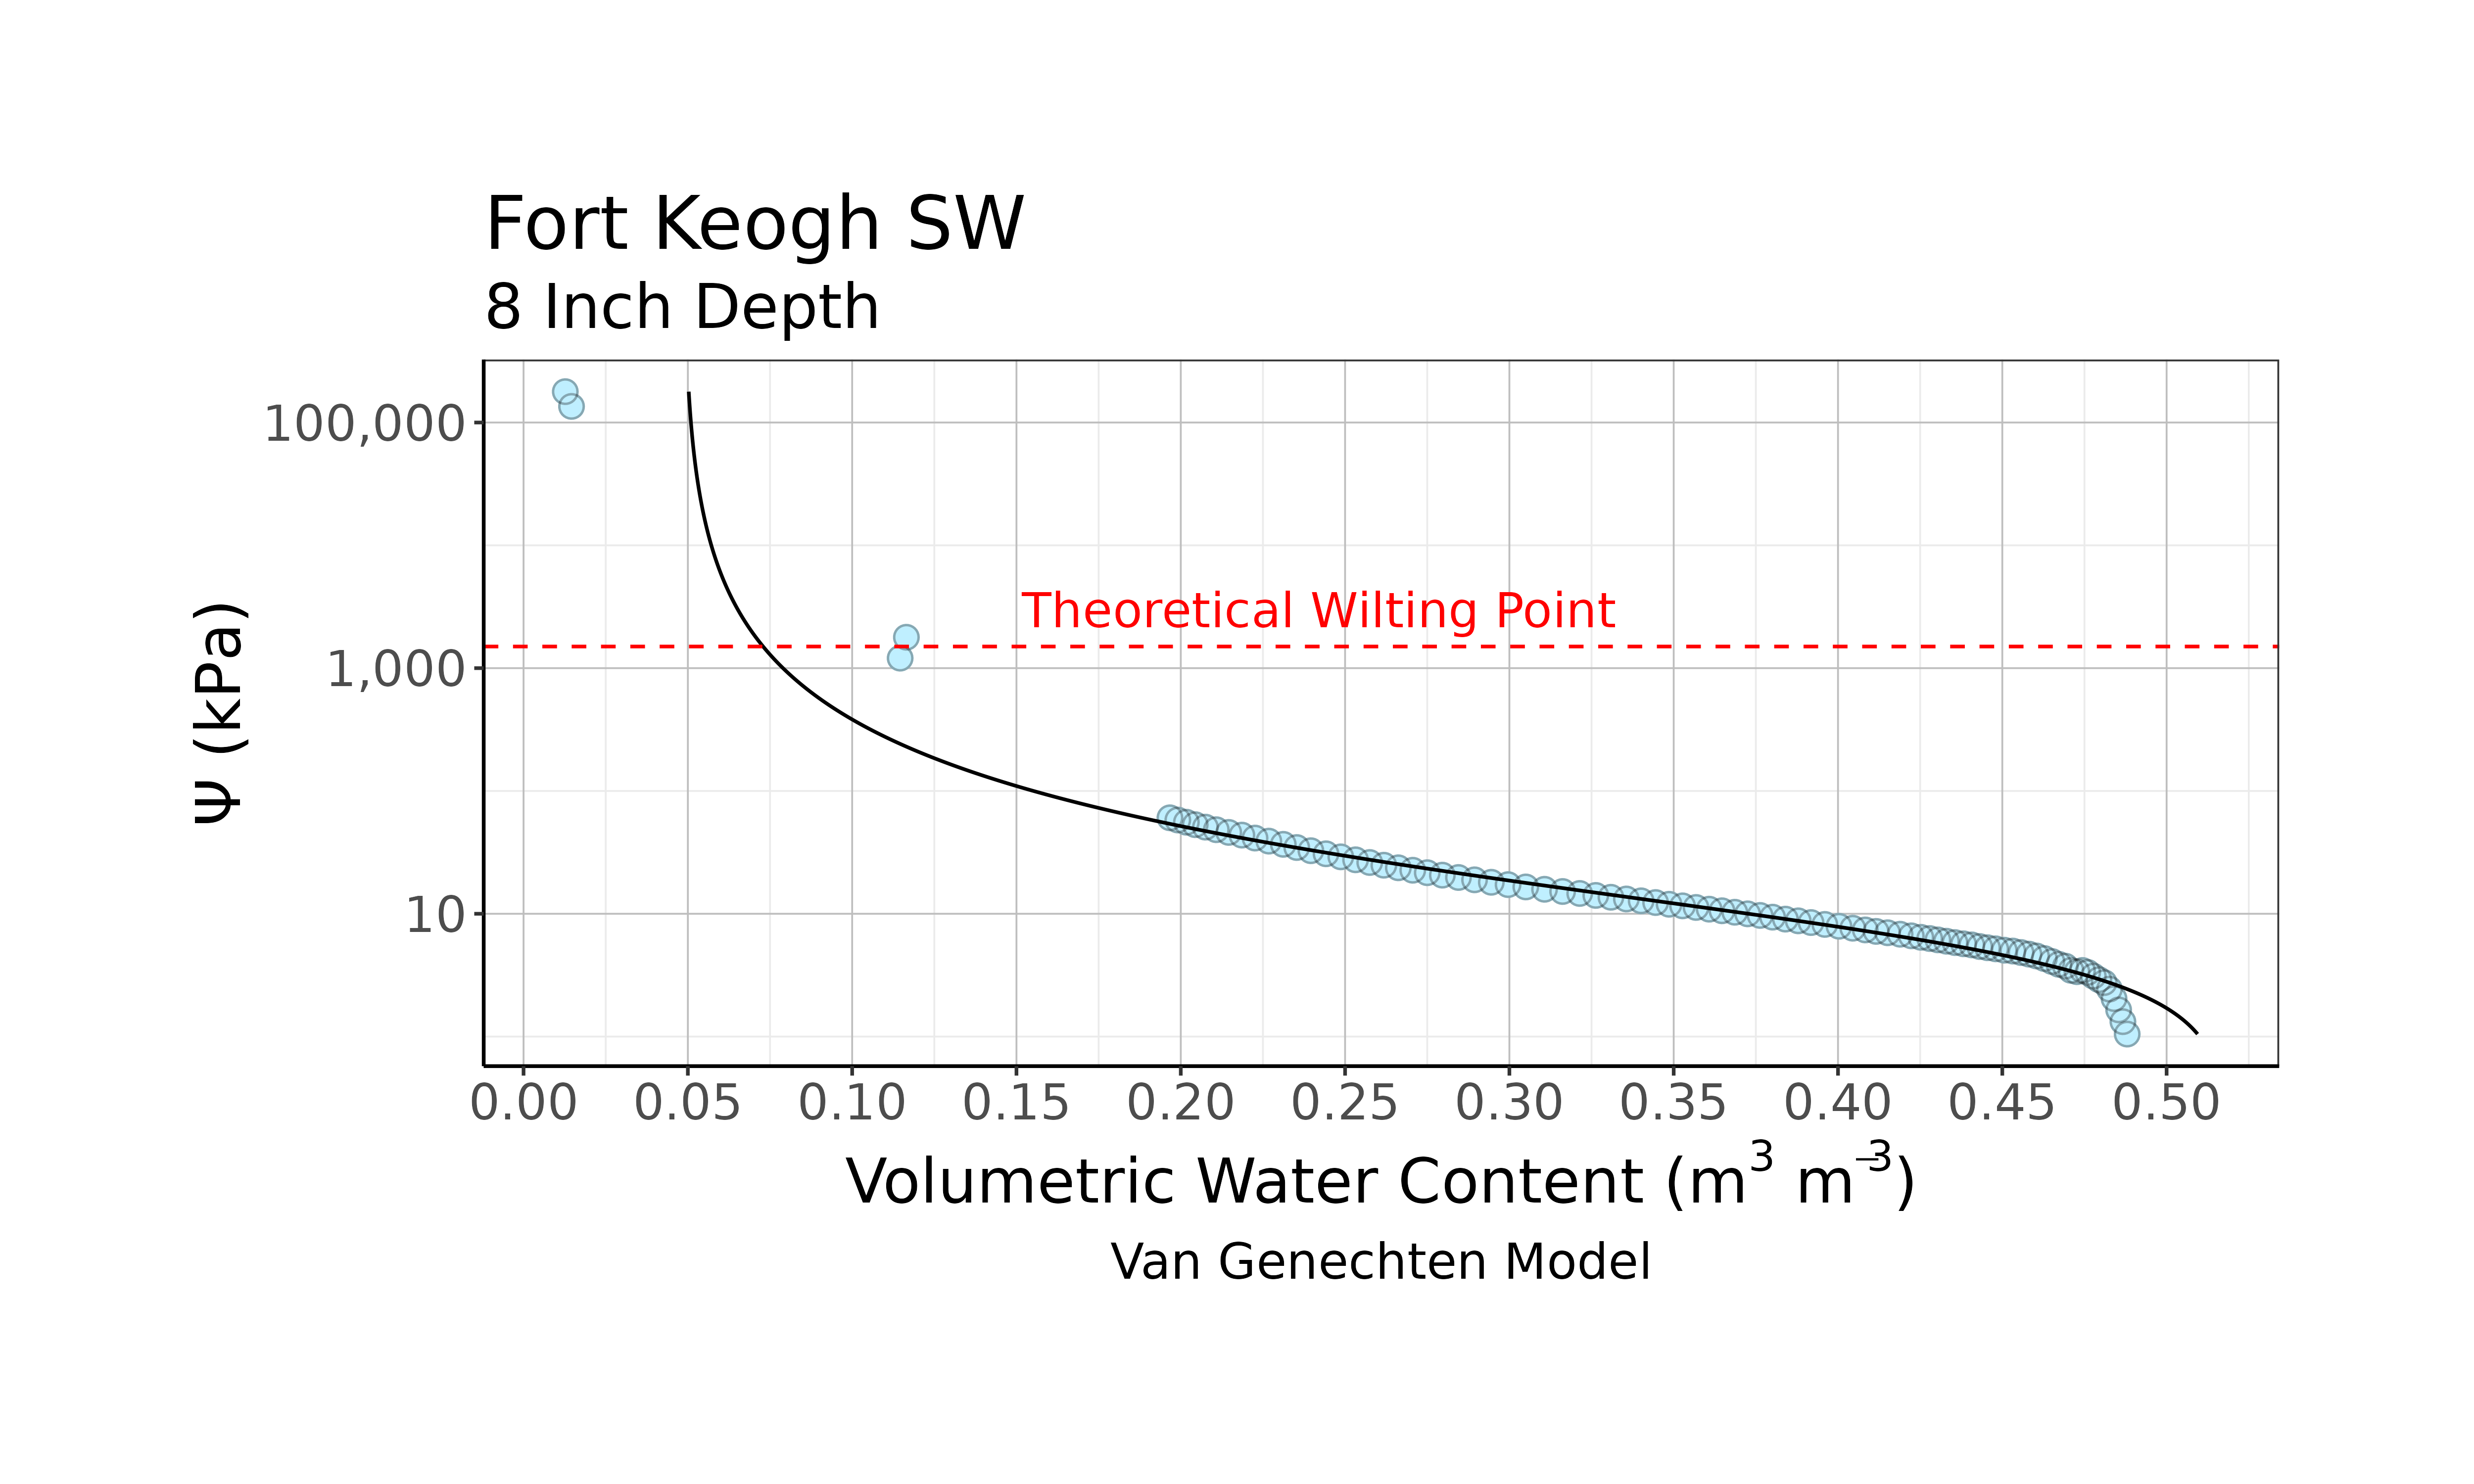 Fort Keogh SW
8 Inch Depth
100,000
1,000
10
Ψ (kPa)
Theoretical Wilting Point
0.00 0.05 0.10 0.15 0.20 0.25 0.30 0.35 0.40 0.45 0.50
Volumetric Water Content (m³ m⁻³)
Van Genechten Model